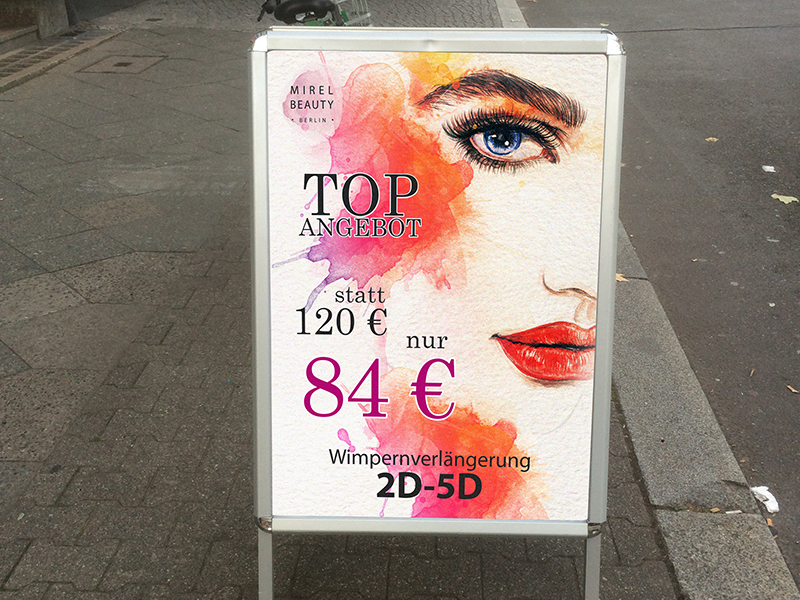 MIREL
BEAUTY
• BERLIN •
TOP
ANGEBOT
statt
120 €
nur
84 €
Wimpernverlängerung
2D-5D